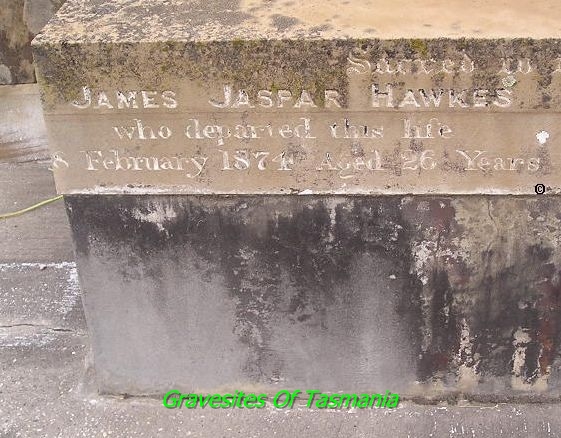 Sacred to
JAMES JASPAR HAWKES
who departed this life
8 February 1874 Aged 26 Years
©
Gravesites Of Tasmania